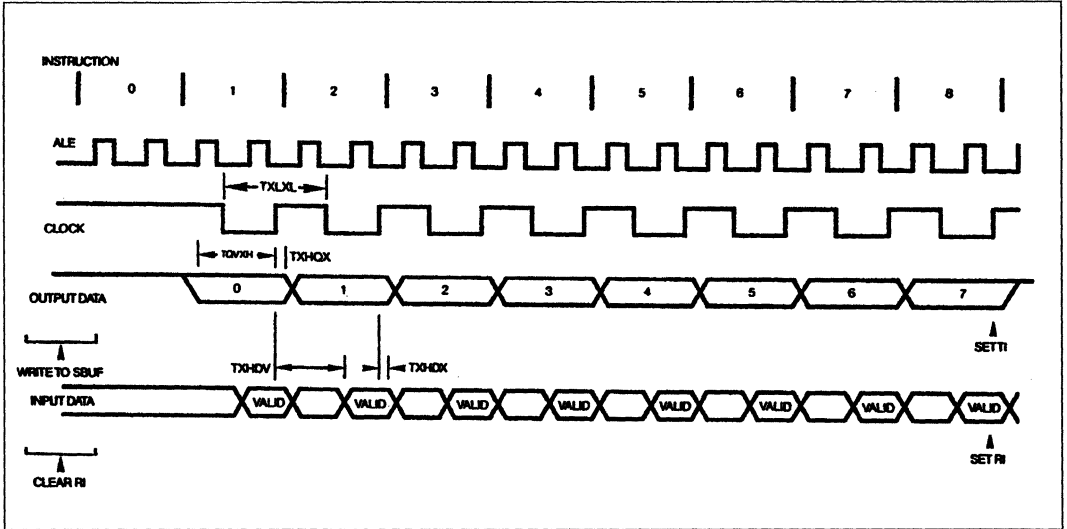 INSTRUCTION
0 1 2 3 4 5 6 7 8
ALE
TXLXL
CLOCK
TQVXH TXHQX
OUTPUT DATA
0 1 2 3 4 5 6 7
SET TI
WRITE TO SBUF
TXHDV TXHDX
INPUT DATA
VALID VALID VALID VALID VALID VALID VALID VALID
SET RI
CLEAR RI